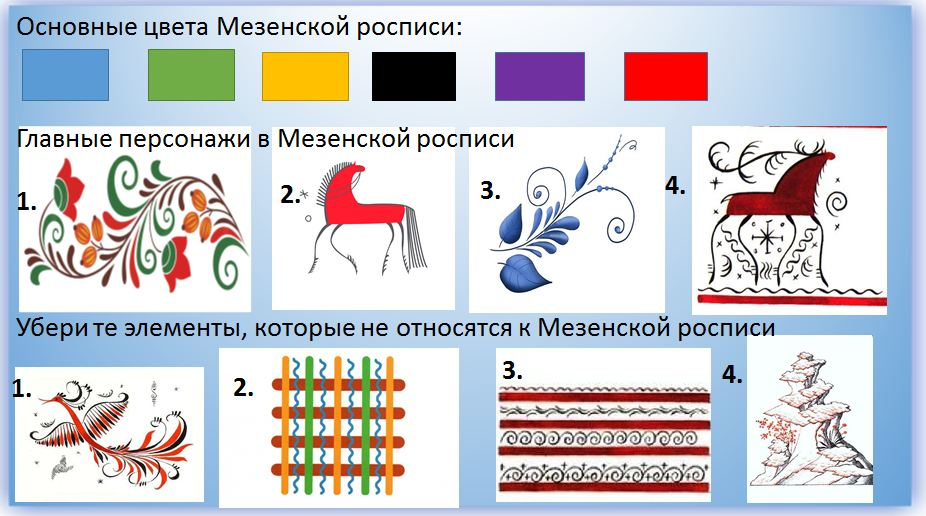 Основные цвета Мезенской росписи:
Главные персонажи в Мезенской росписи
1.
2.
3.
4.
Убери те элементы, которые не относятся к Мезенской росписи
1.
2.
3.
4.